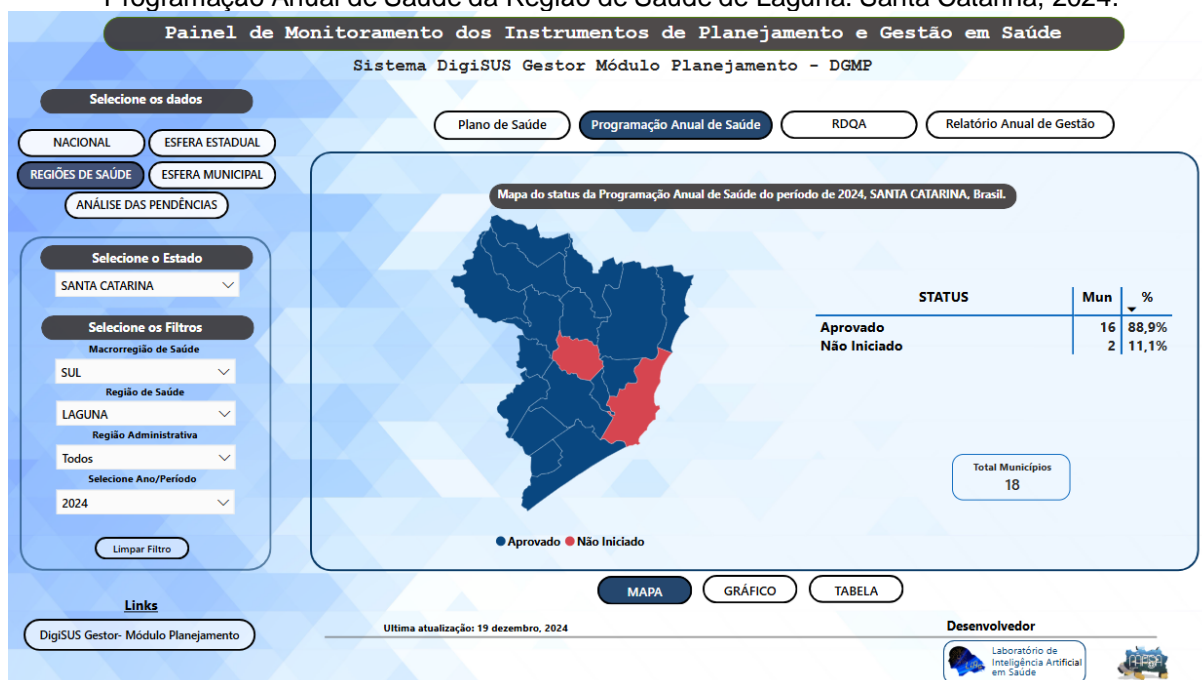 Programação Anual de Saúde da Região de Saúde de Laguna. Santa Catarina, 2024.
Painel de Monitoramento dos Instrumentos de Planejamento e Gestão em Saúde
Sistema DigiSUS Gestor Módulo Planejamento - DGMP
Selecione os dados
NACIONAL
ESFERA ESTADUAL
REGIÕES DE SAÚDE
ESFERA MUNICIPAL
ANÁLISE DAS PENDÊNCIAS
Selecione o Estado
SANTA CATARINA
Selecione os Filtros
Macrorregião de Saúde
SUL
Região de Saúde
LAGUNA
Região Administrativa
Todos
Selecione Ano/Período
2024
Limpar Filtro
Links
DigiSUS Gestor- Módulo Planejamento
Plano de Saúde
Programação Anual de Saúde
RDQA
Relatório Anual de Gestão
Mapa do status da Programação Anual de Saúde do período de 2024, SANTA CATARINA, Brasil.
STATUS Mun %
Aprovado 16 88,9%
Não Iniciado 2 11,1%
Total Municípios
18
Aprovado Não Iniciado
MAPA
GRÁFICO
TABELA
Ultima atualização: 19 dezembro, 2024
Desenvolvedor
Laboratório de
Inteligência Artificial
em Saúde